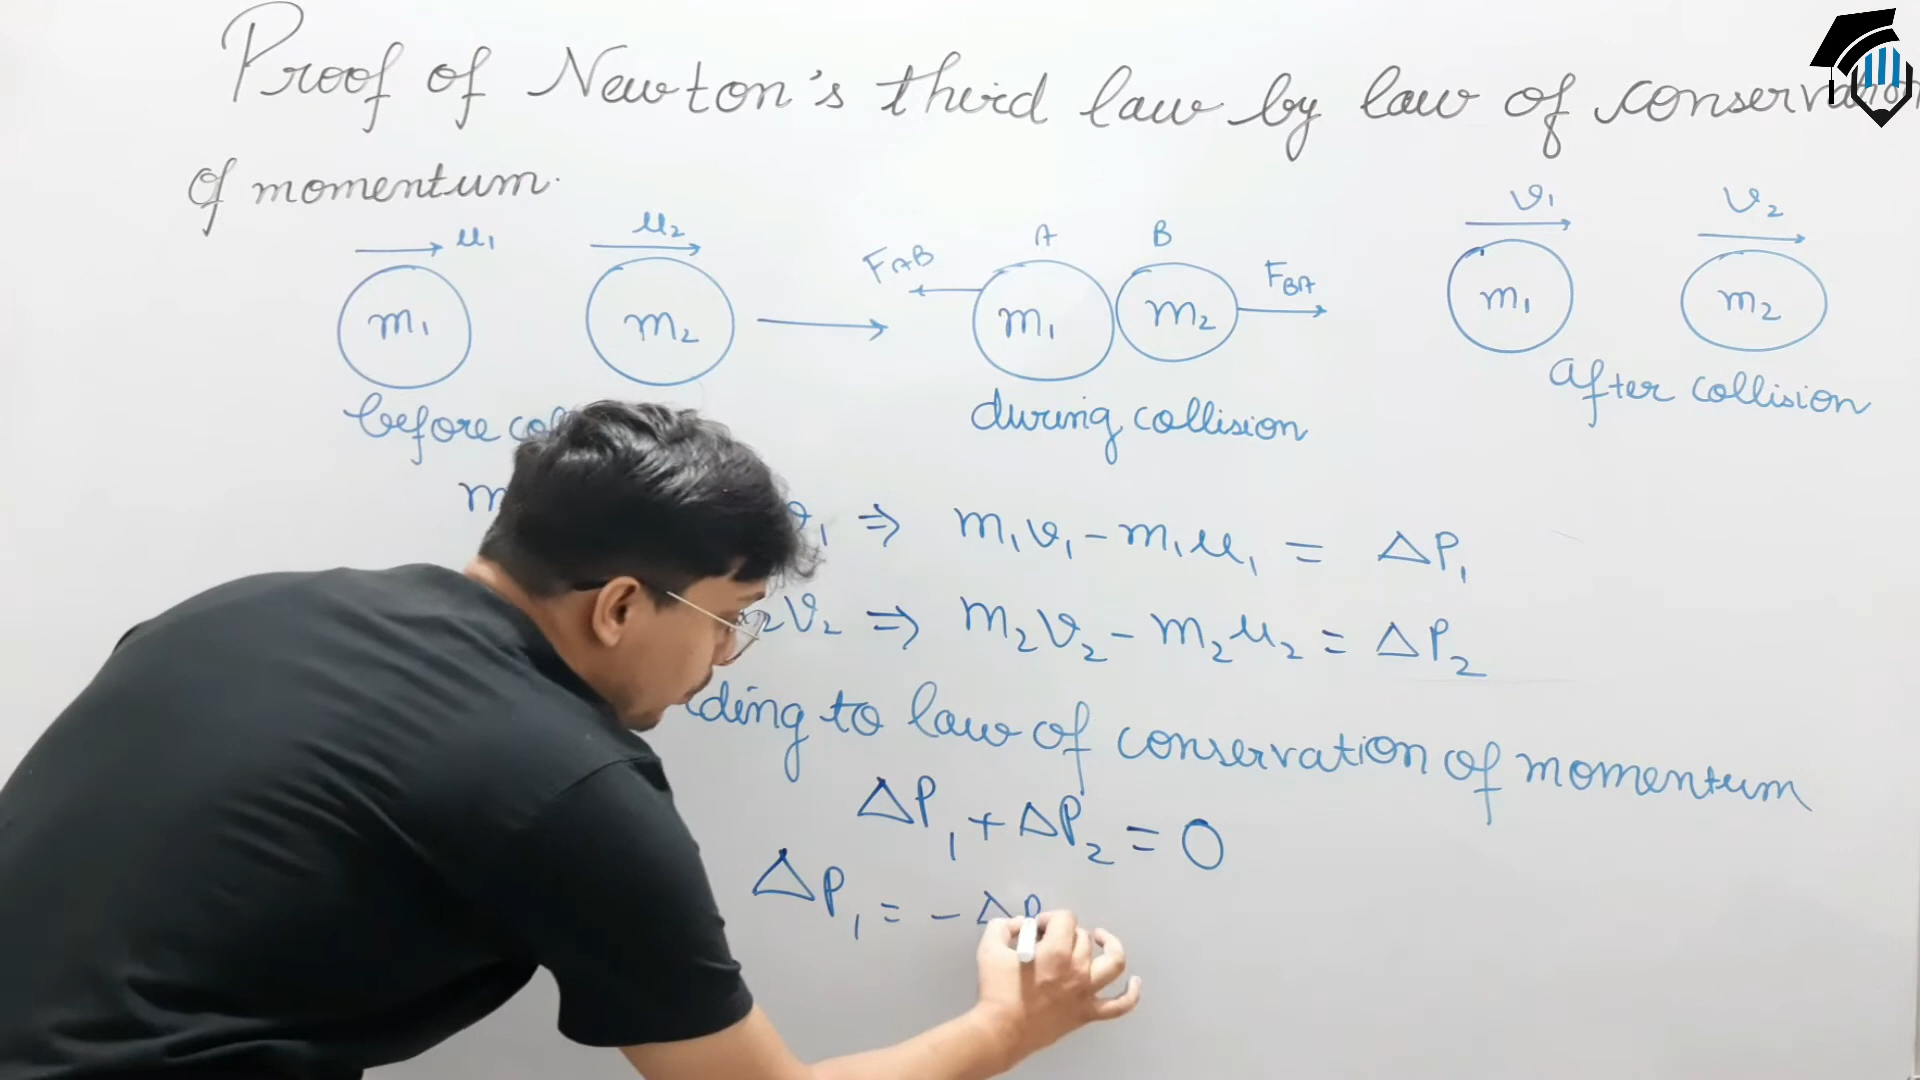 Proof of Newton's third law by law of conservation
of momentum.
u₁ u₂ F_AB A B F_BA v₁ v₂
m₁ m₂ m₁ m₂ m₁ m₂
before during collision After collision
v₁ ⇒ m₁v₁ - m₁u₁ = ΔP₁
v₂ ⇒ m₂v₂ - m₂u₂ = ΔP₂
to law of conservation of momentum
ΔP₁ + ΔP₂ = 0
ΔP₁ = - ΔP